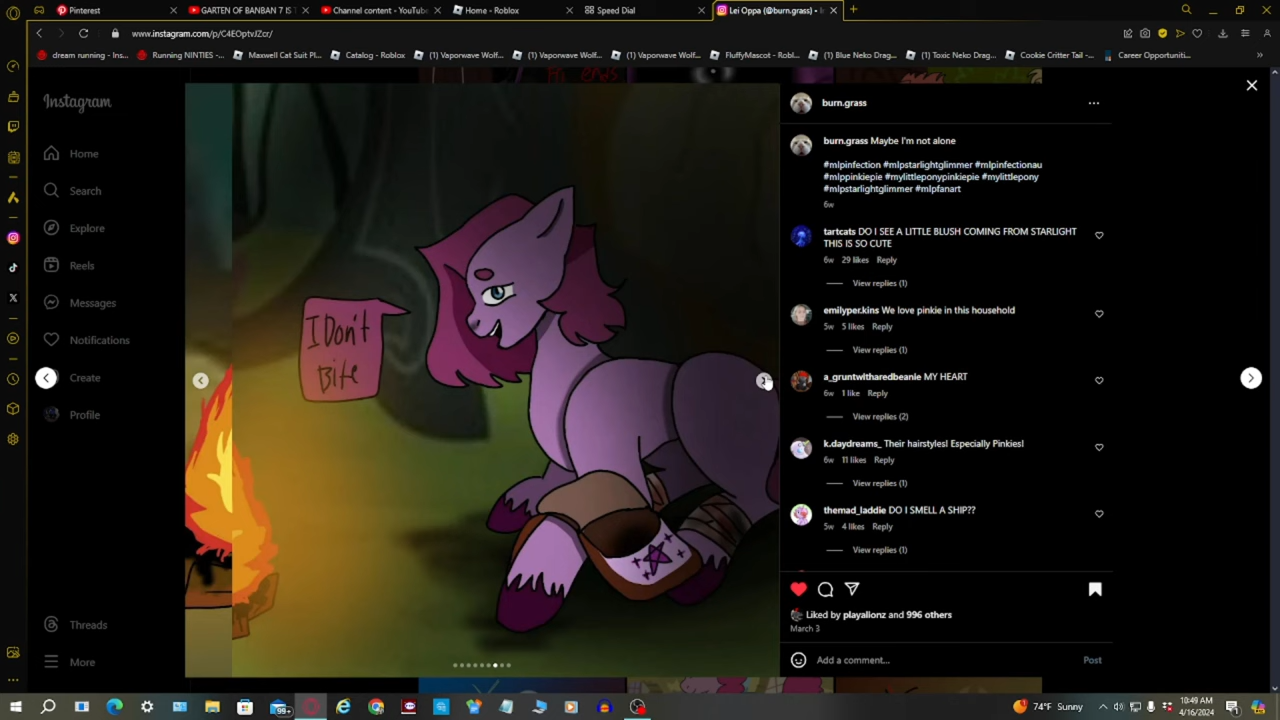 Pinterest
GARTEN OF BANBAN 7 IS
Channel content - YouTube
Home - Roblox
Speed Dial
Lei Oppa (@burn.grass) •
www.instagram.com/p/C4EOptvJZcr/
dream running - Ins...
Running NINTIES -...
Maxwell Cat Suit Pl...
Catalog - Roblox
(1) Vaporwave Wolf...
(1) Vaporwave Wolf...
(1) Vaporwave Wolf...
FluffyMascot - Robl...
(1) Blue Neko Drag...
(1) Toxic Neko Drag...
Cookie Critter Tail -...
Career Opportuniti...
Instagram
Home
Search
Explore
Reels
Messages
Notifications
Create
Profile
Threads
More
I Don't
Bite
burn.grass
burn.grass Maybe I'm not alone
#mlpinfection #mlpstarlightglimmer #mlpinfectionau
#mlppinkiepie #mylittleponypinkiepie #mylittlepony
#mlpstarlightglimmer #mlpfanart
6w
tartcats DO I SEE A LITTLE BLUSH COMING FROM STARLIGHT
THIS IS SO CUTE
6w 29 likes Reply
View replies (1)
emilyper.kins We love pinkie in this household
5w 5 likes Reply
View replies (1)
a_gruntwitharedbeanie MY HEART
6w 1 like Reply
View replies (2)
k.daydreams_ Their hairstyles! Especially Pinkies!
6w 11 likes Reply
View replies (1)
themad_laddie DO I SMELL A SHIP??
5w 4 likes Reply
View replies (1)
Liked by playalionz and 996 others
March 3
Add a comment...
Post
99+
74°F Sunny
10:49 AM
4/16/2024